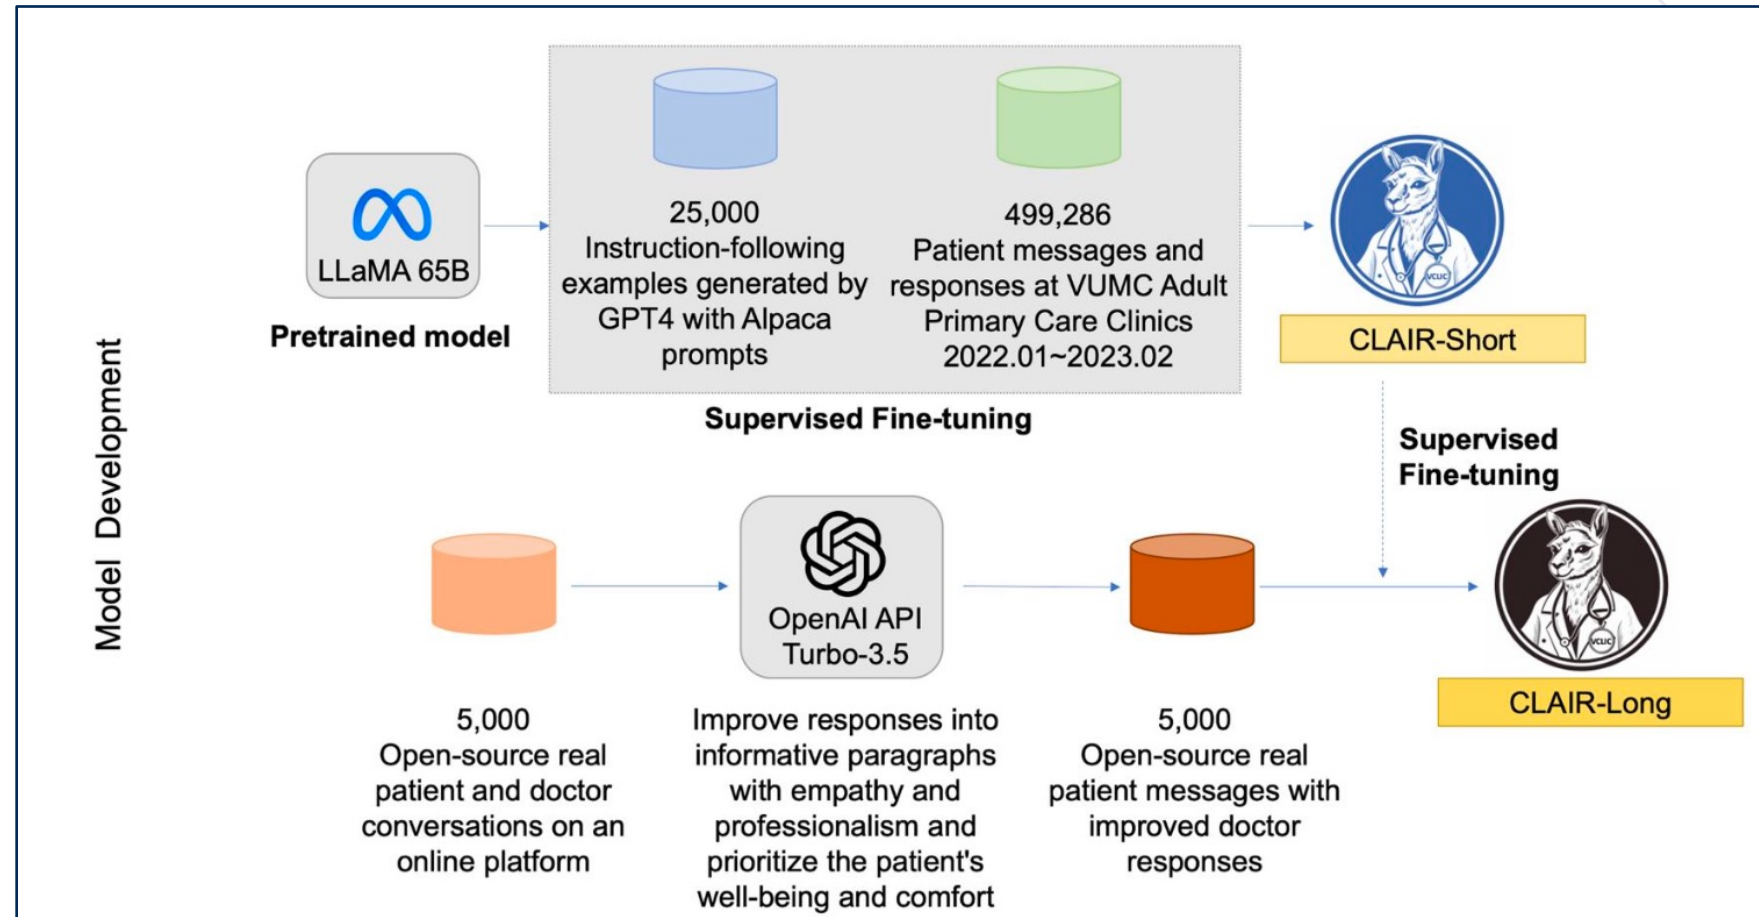 Model Development
LLaMA 65B
Pretrained model
25,000
Instruction-following
examples generated by
GPT4 with Alpaca
prompts
499,286
Patient messages and
responses at VUMC Adult
Primary Care Clinics
2022.01~2023.02
Supervised Fine-tuning
VCLIC
CLAIR-Short
Supervised
Fine-tuning
5,000
Open-source real
patient and doctor
conversations on an
online platform
OpenAI API
Turbo-3.5
Improve responses into
informative paragraphs
with empathy and
professionalism and
prioritize the patient's
well-being and comfort
5,000
Open-source real
patient messages with
improved doctor
responses
VCLIC
CLAIR-Long